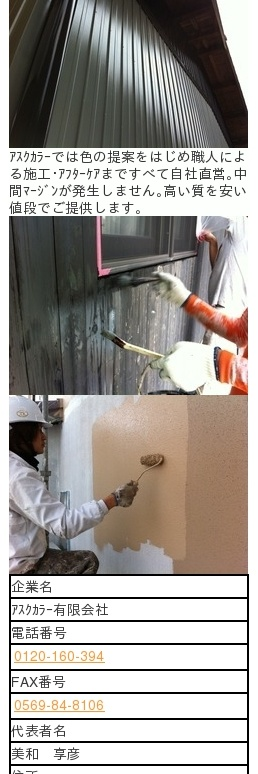 ｱｽｸｶﾗｰでは色の提案をはじめ職人によ
る施工･ｱﾌﾀｰｹｱまですべて自社直営｡中
間ﾏｰｼﾞﾝが発生しません｡高い質を安い
値段でご提供します。
企業名
ｱｽｸｶﾗｰ有限会社
電話番号
0120-160-394
FAX番号
0569-84-8106
代表者名
美和　享彦